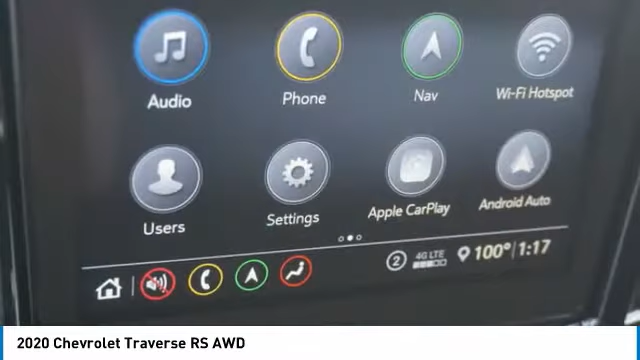 Audio
Phone
Nav
Wi-Fi Hotspot
Users
Settings
Apple CarPlay
Android Auto
2
4G LTE
100° 1:17
2020 Chevrolet Traverse RS AWD